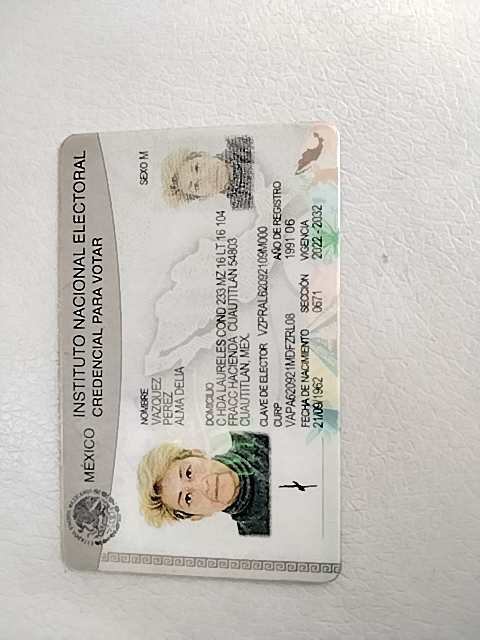 MÉXICO INSTITUTO NACIONAL ELECTORAL
CREDENCIAL PARA VOTAR
SEXO M
NOMBRE
VAZQUEZ
PEREZ
ALMA DELIA
DOMICILIO
C HDA LAURELES COND 233 MZ 16 LT 16 104
FRACC HACIENDA CUAUTITLAN 54803
CUAUTITLAN, MEX.
CLAVE DE ELECTOR VZPRAL62092109M000
CURP
VAPA620921MDFZRL08
AÑO DE REGISTRO
1991 06
FECHA DE NACIMIENTO
21/09/1962
SECCIÓN
0671
VIGENCIA
2022 - 2032